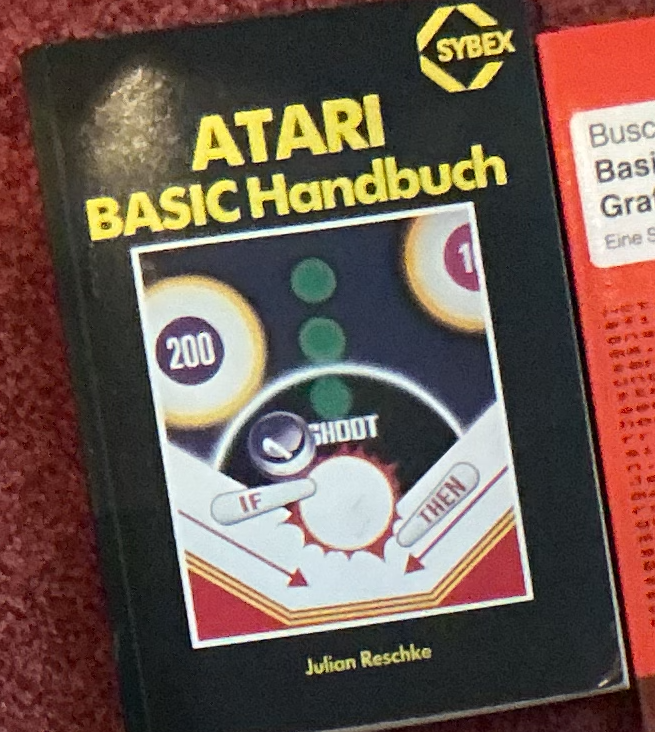 SYBEX
ATARI
BASIC Handbuch
200
SHOOT
IF
THEN
Julian Reschke
Busc
Basi
Gra
Eine S